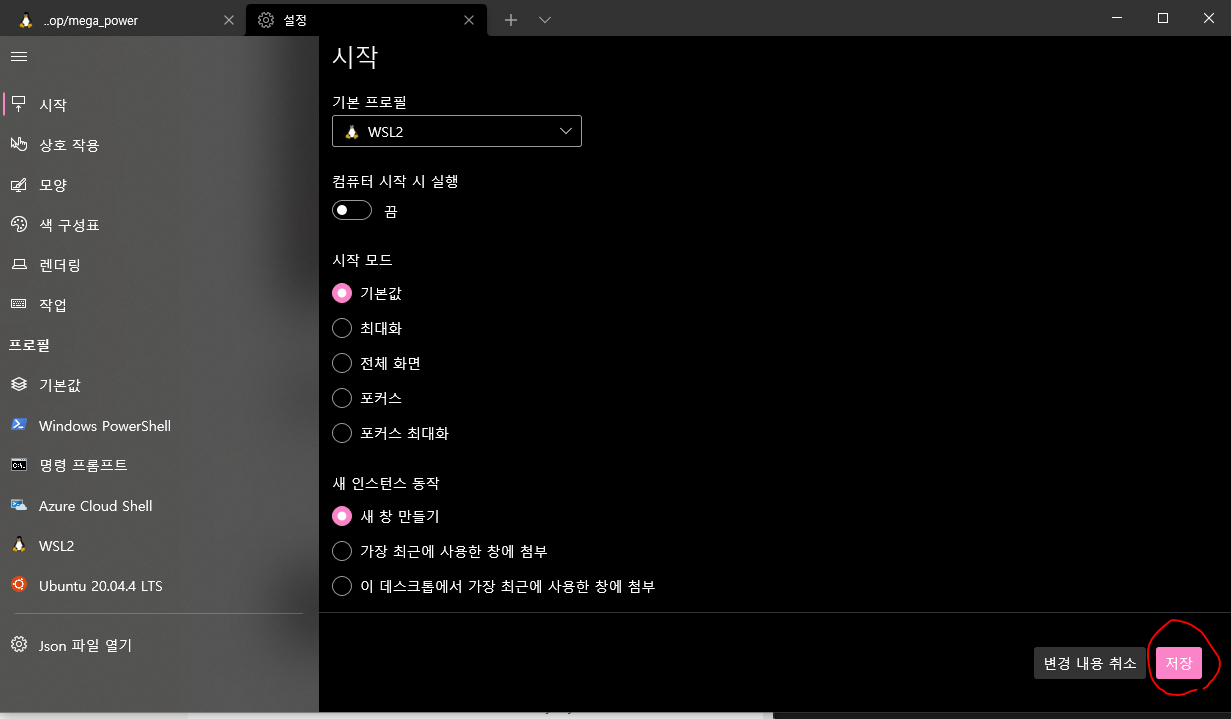 ..op/mega_power
설정
시작
상호 작용
모양
색 구성표
렌더링
작업
프로필
기본값
Windows PowerShell
명령 프롬프트
Azure Cloud Shell
WSL2
Ubuntu 20.04.4 LTS
Json 파일 열기
시작
기본 프로필
WSL2
컴퓨터 시작 시 실행
끔
시작 모드
기본값
최대화
전체 화면
포커스
포커스 최대화
새 인스턴스 동작
새 창 만들기
가장 최근에 사용한 창에 첨부
이 데스크톱에서 가장 최근에 사용한 창에 첨부
변경 내용 취소
저장